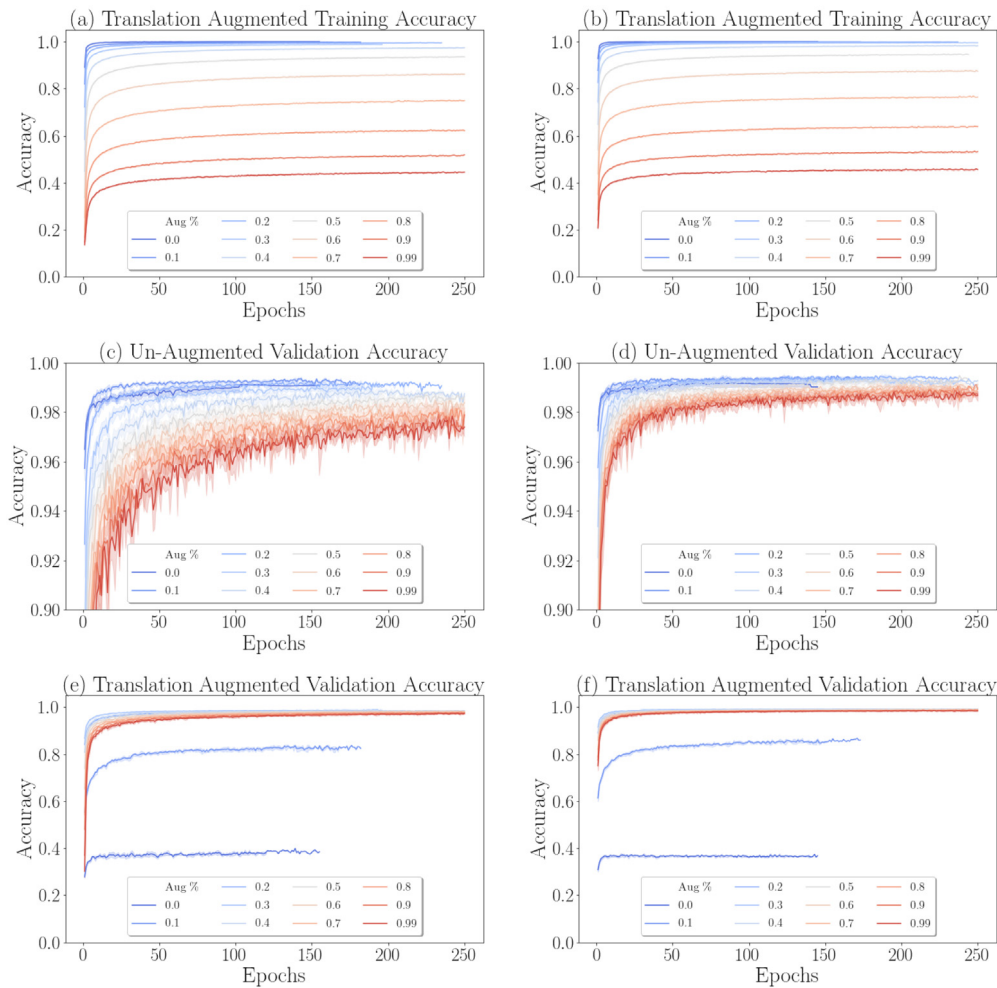 (a) Translation Augmented Training Accuracy
1.0
0.8
0.6
0.4
0.2
0.0
Accuracy
Aug % 0.2 0.5 0.8
0.0 0.3 0.6 0.9
0.1 0.4 0.7 0.99
0 50 100 150 200 250
Epochs
(b) Translation Augmented Training Accuracy
1.0
0.8
0.6
0.4
0.2
0.0
Accuracy
Aug % 0.2 0.5 0.8
0.0 0.3 0.6 0.9
0.1 0.4 0.7 0.99
0 50 100 150 200 250
Epochs
(c) Un-Augmented Validation Accuracy
1.00
0.98
0.96
0.94
0.92
0.90
Accuracy
Aug % 0.2 0.5 0.8
0.0 0.3 0.6 0.9
0.1 0.4 0.7 0.99
0 50 100 150 200 250
Epochs
(d) Un-Augmented Validation Accuracy
1.00
0.98
0.96
0.94
0.92
0.90
Accuracy
Aug % 0.2 0.5 0.8
0.0 0.3 0.6 0.9
0.1 0.4 0.7 0.99
0 50 100 150 200 250
Epochs
(e) Translation Augmented Validation Accuracy
1.0
0.8
0.6
0.4
0.2
0.0
Accuracy
Aug % 0.2 0.5 0.8
0.0 0.3 0.6 0.9
0.1 0.4 0.7 0.99
0 50 100 150 200 250
Epochs
(f) Translation Augmented Validation Accuracy
1.0
0.8
0.6
0.4
0.2
0.0
Accuracy
Aug % 0.2 0.5 0.8
0.0 0.3 0.6 0.9
0.1 0.4 0.7 0.99
0 50 100 150 200 250
Epochs